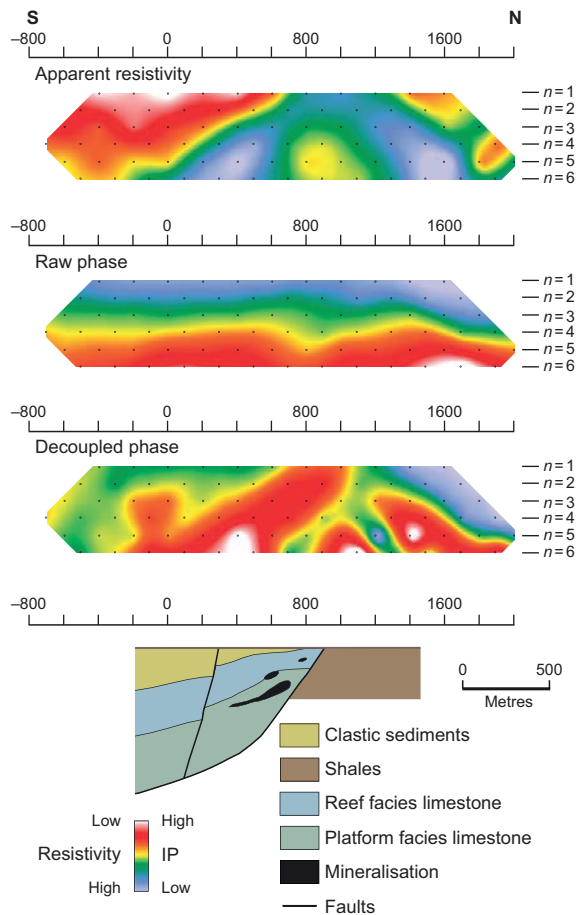 S N
–800 0 800 1600
Apparent resistivity
n=1
n=2
n=3
n=4
n=5
n=6
–800 0 800 1600
Raw phase
n=1
n=2
n=3
n=4
n=5
n=6
–800 0 800 1600
Decoupled phase
n=1
n=2
n=3
n=4
n=5
n=6
–800 0 800 1600
0 500
Metres
Clastic sediments
Shales
Reef facies limestone
Platform facies limestone
Mineralisation
Faults
Low High
Resistivity IP
High Low